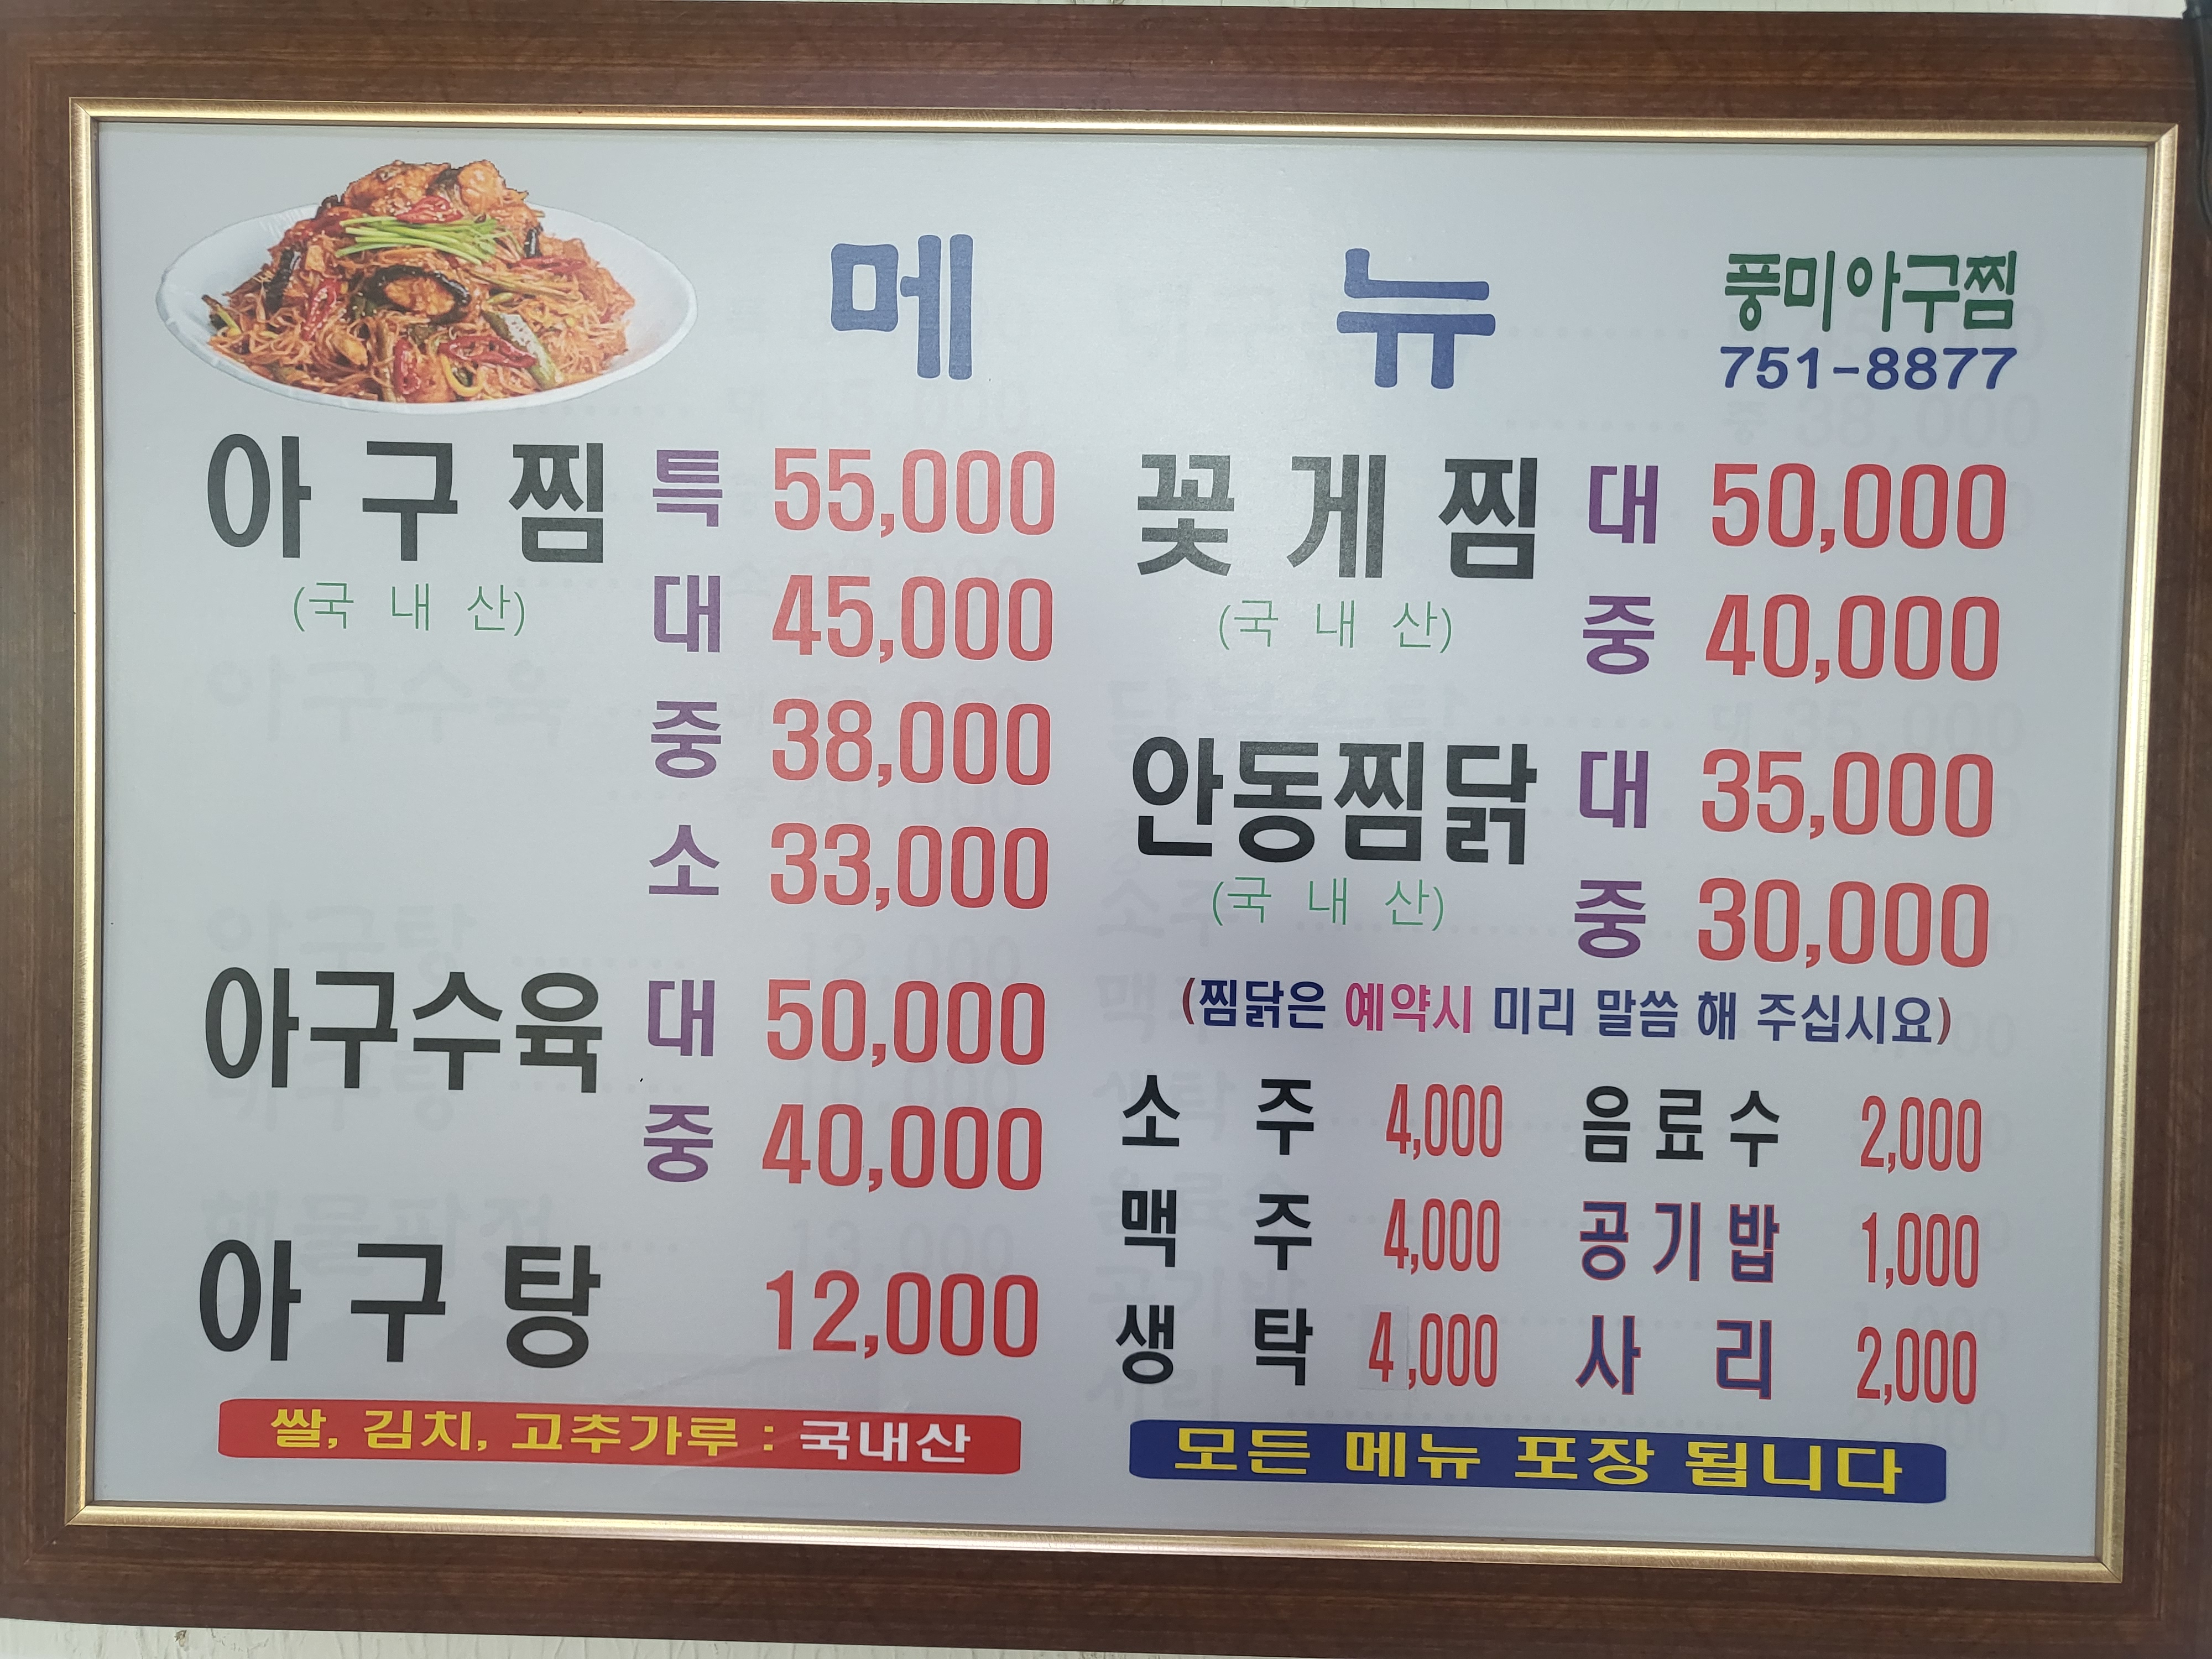 메 뉴
풍미아구찜
751-8877
아 구 찜 특 55,000
(국 내 산) 대 45,000
중 38,000
소 33,000
아구수육 대 50,000
중 40,000
아 구 탕 12,000
쌀, 김치, 고추가루 : 국내산
꽃 게 찜 대 50,000
(국 내 산) 중 40,000
안동찜닭 대 35,000
(국 내 산) 중 30,000
(찜닭은 예약시 미리 말씀 해 주십시요)
소 주 4,000 음료수 2,000
맥 주 4,000 공기밥 1,000
생 탁 4,000 사 리 2,000
모든 메뉴 포장 됩니다